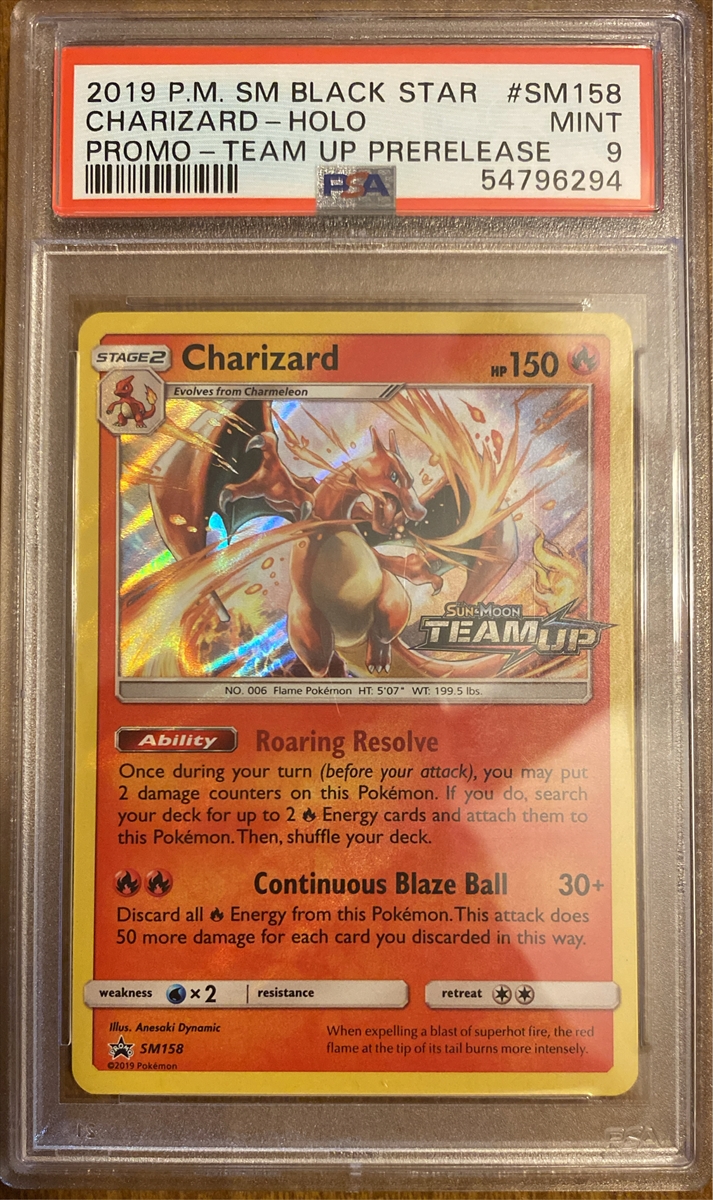 2019 P.M. SM BLACK STAR #SM158
CHARIZARD - HOLO MINT
PROMO - TEAM UP PRERELEASE 9
PSA
54796294
STAGE 2 Charizard HP 150
Evolves from Charmeleon
SUN & MOON
TEAM UP
NO. 006 Flame Pokémon HT: 5'07" WT: 199.5 lbs.
Ability Roaring Resolve
Once during your turn (before your attack), you may put
2 damage counters on this Pokémon. If you do, search
your deck for up to 2 Energy cards and attach them to
this Pokémon. Then, shuffle your deck.
Continuous Blaze Ball 30+
Discard all Energy from this Pokémon. This attack does
50 more damage for each card you discarded in this way.
weakness × 2 resistance retreat
Illus. Anesaki Dynamic
PROMO SM158
©2019 Pokémon
When expelling a blast of superhot fire, the red
flame at the tip of its tail burns more intensely.